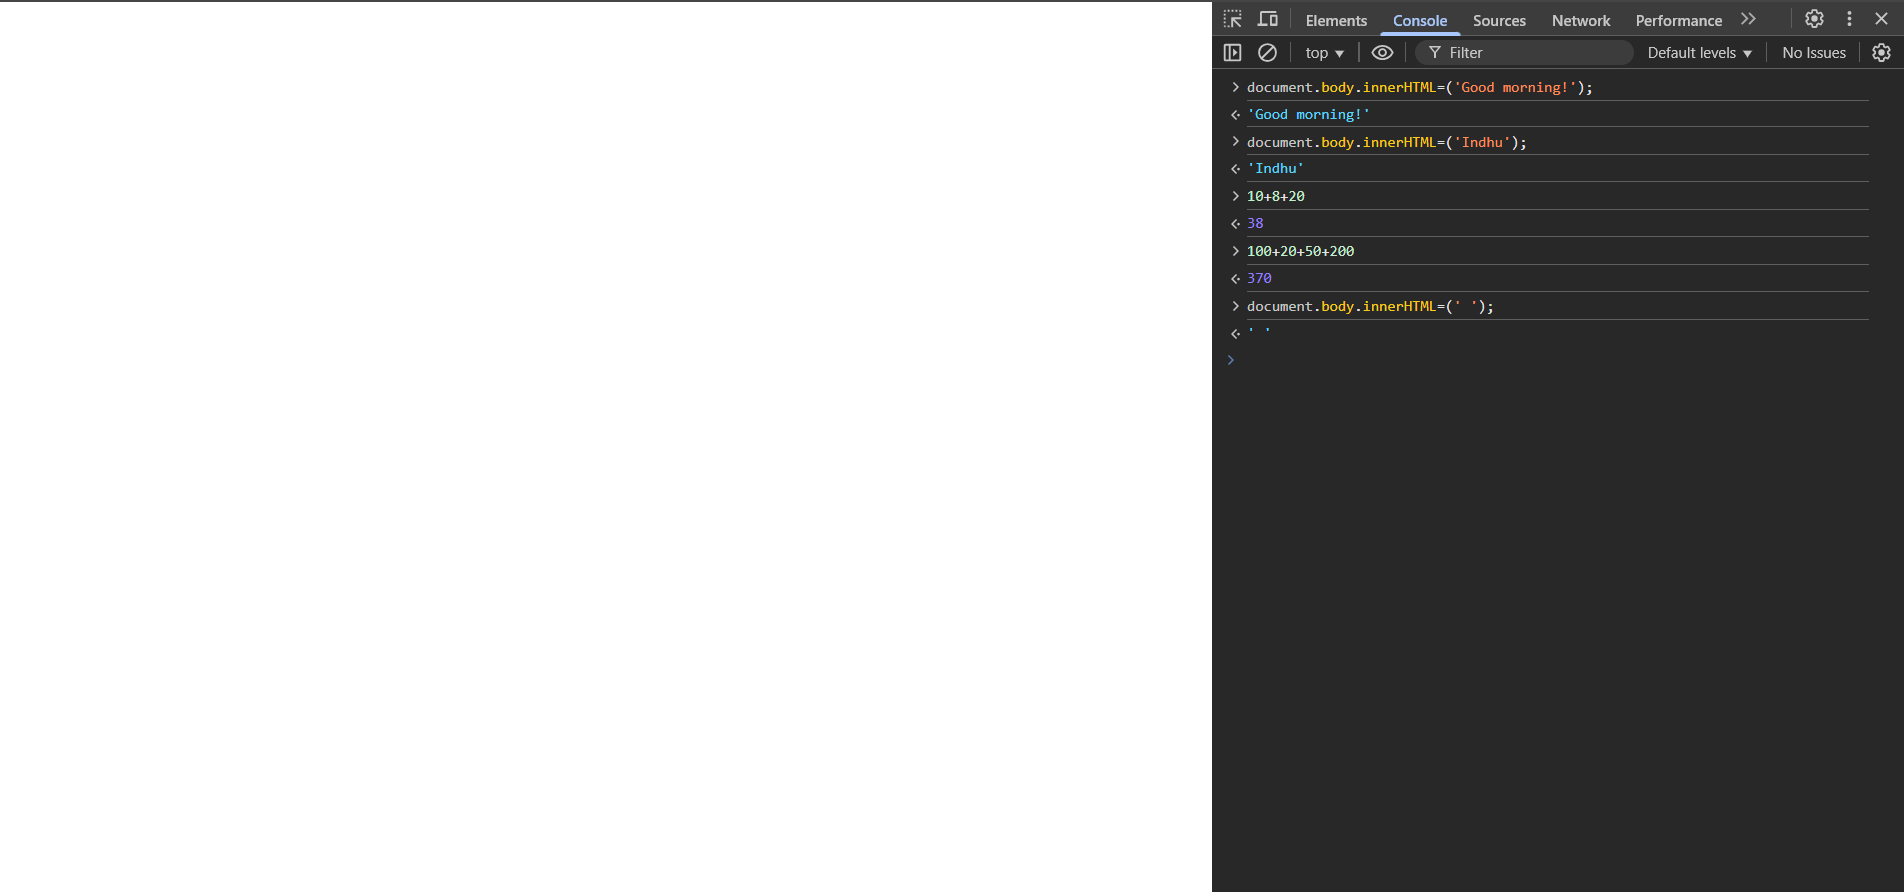 Elements Console Sources Network Performance
top Filter Default levels No Issues
document.body.innerHTML=('Good morning!');
'Good morning!'
document.body.innerHTML=('Indhu');
'Indhu'
10+8+20
38
100+20+50+200
370
document.body.innerHTML=(' ');
' '